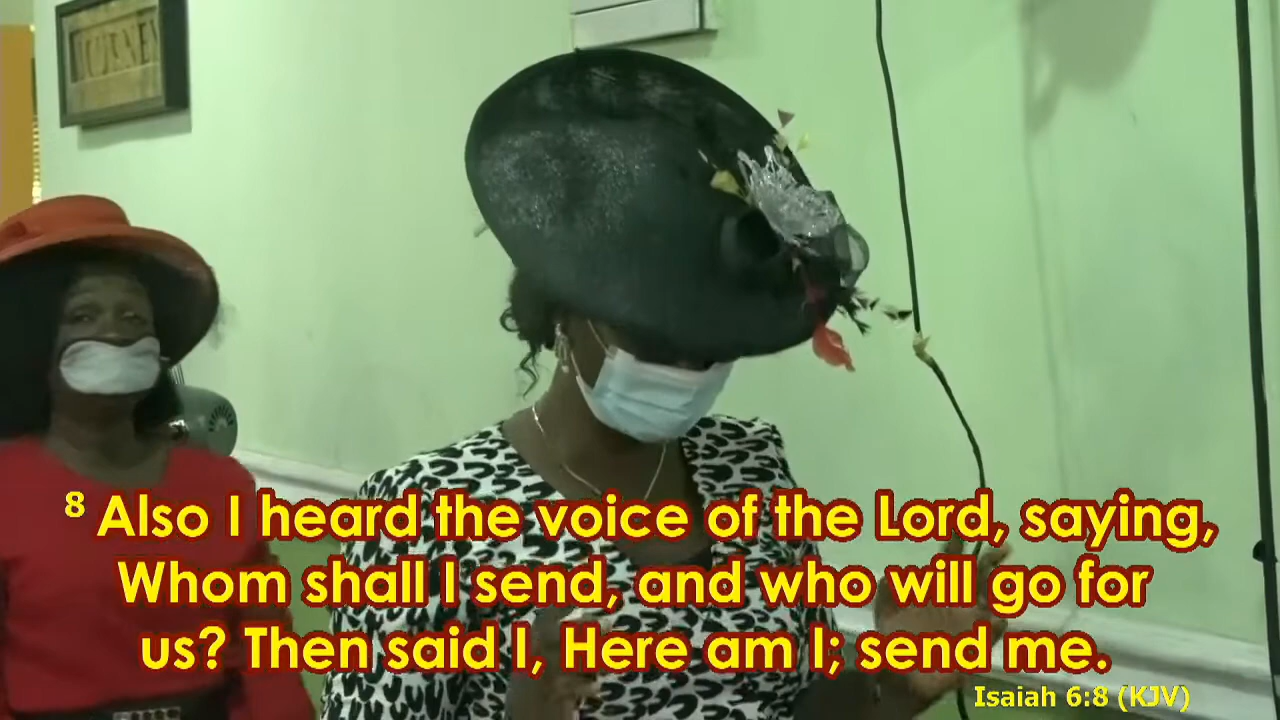 JOURNEY
8 Also I heard the voice of the Lord, saying,
Whom shall I send, and who will go for
us? Then said I, Here am I; send me.
Isaiah 6:8 (KJV)